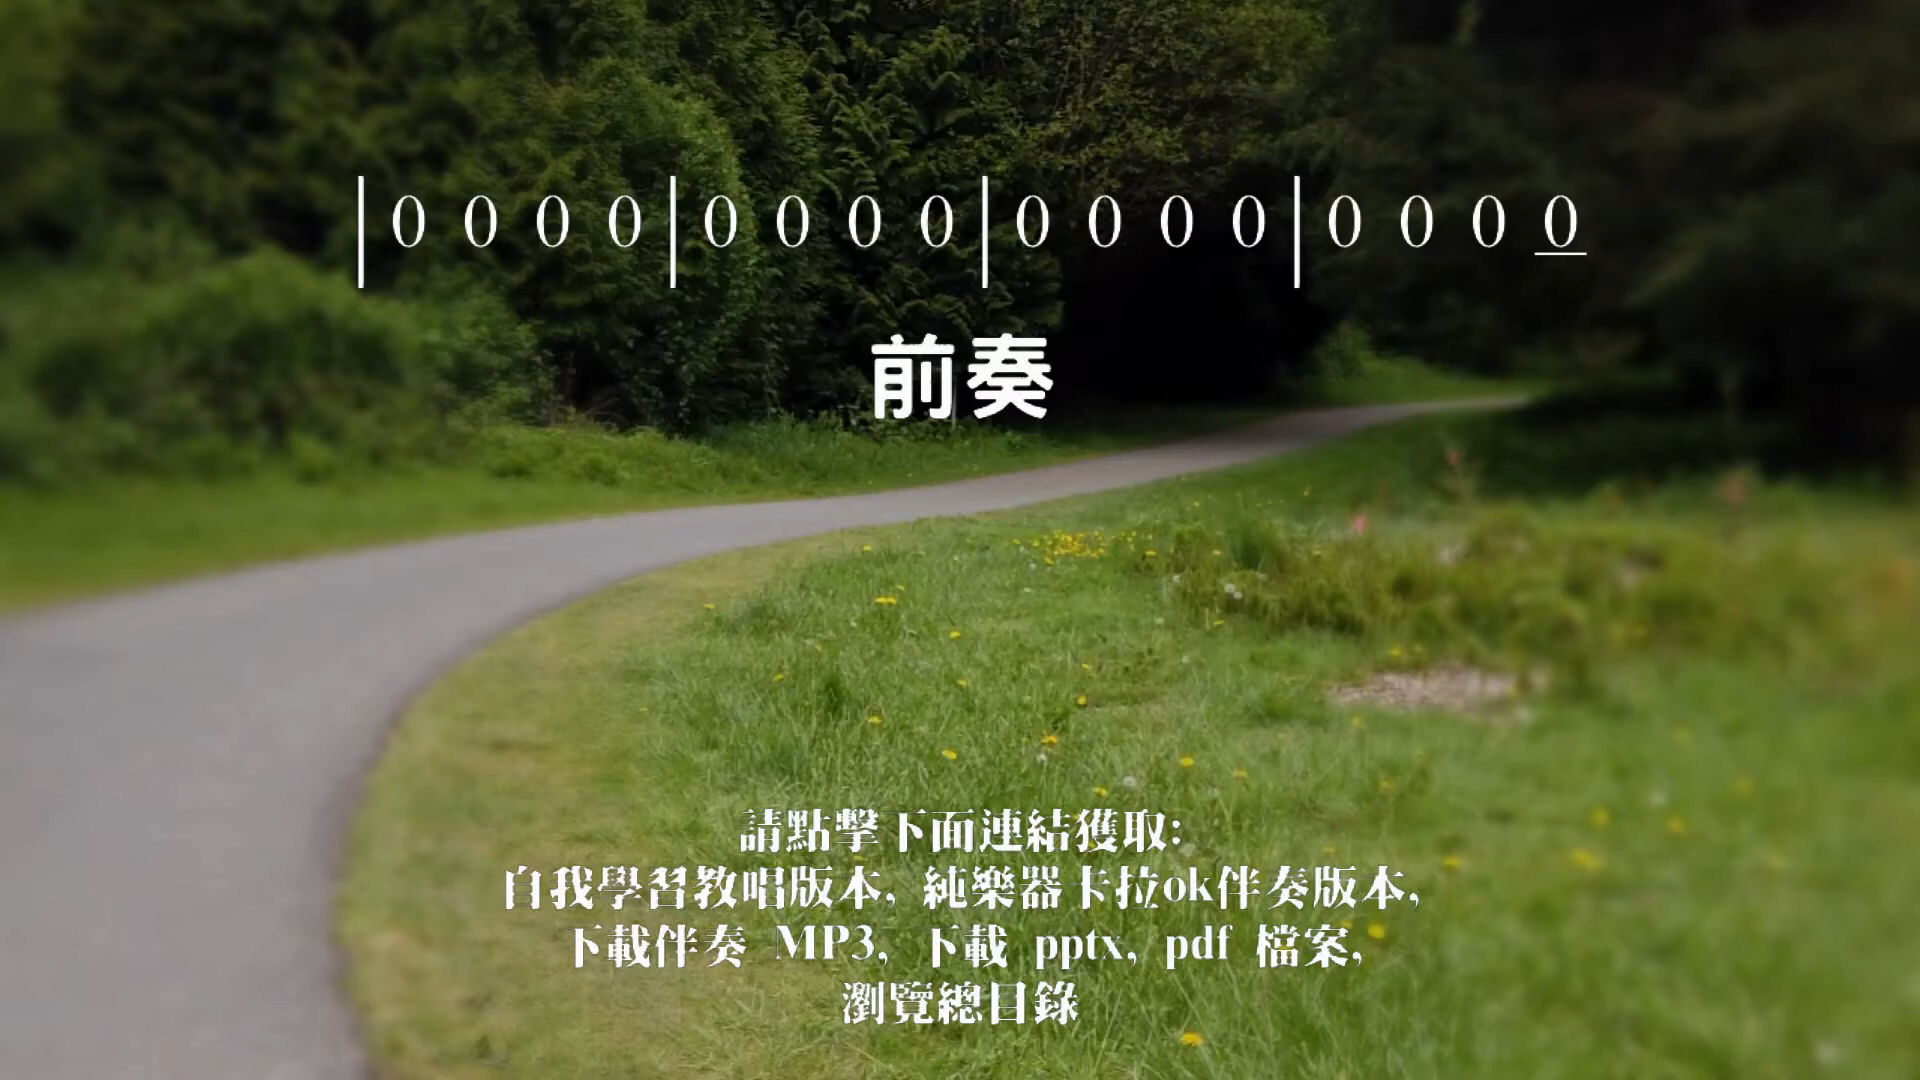 |0 0 0 0|0 0 0 0|0 0 0 0|0 0 0 0
前奏
請點擊下面連結獲取:
自我學習教唱版本, 純樂器卡拉ok伴奏版本,
下載伴奏 MP3, 下載 pptx, pdf 檔案,
瀏覽總目錄